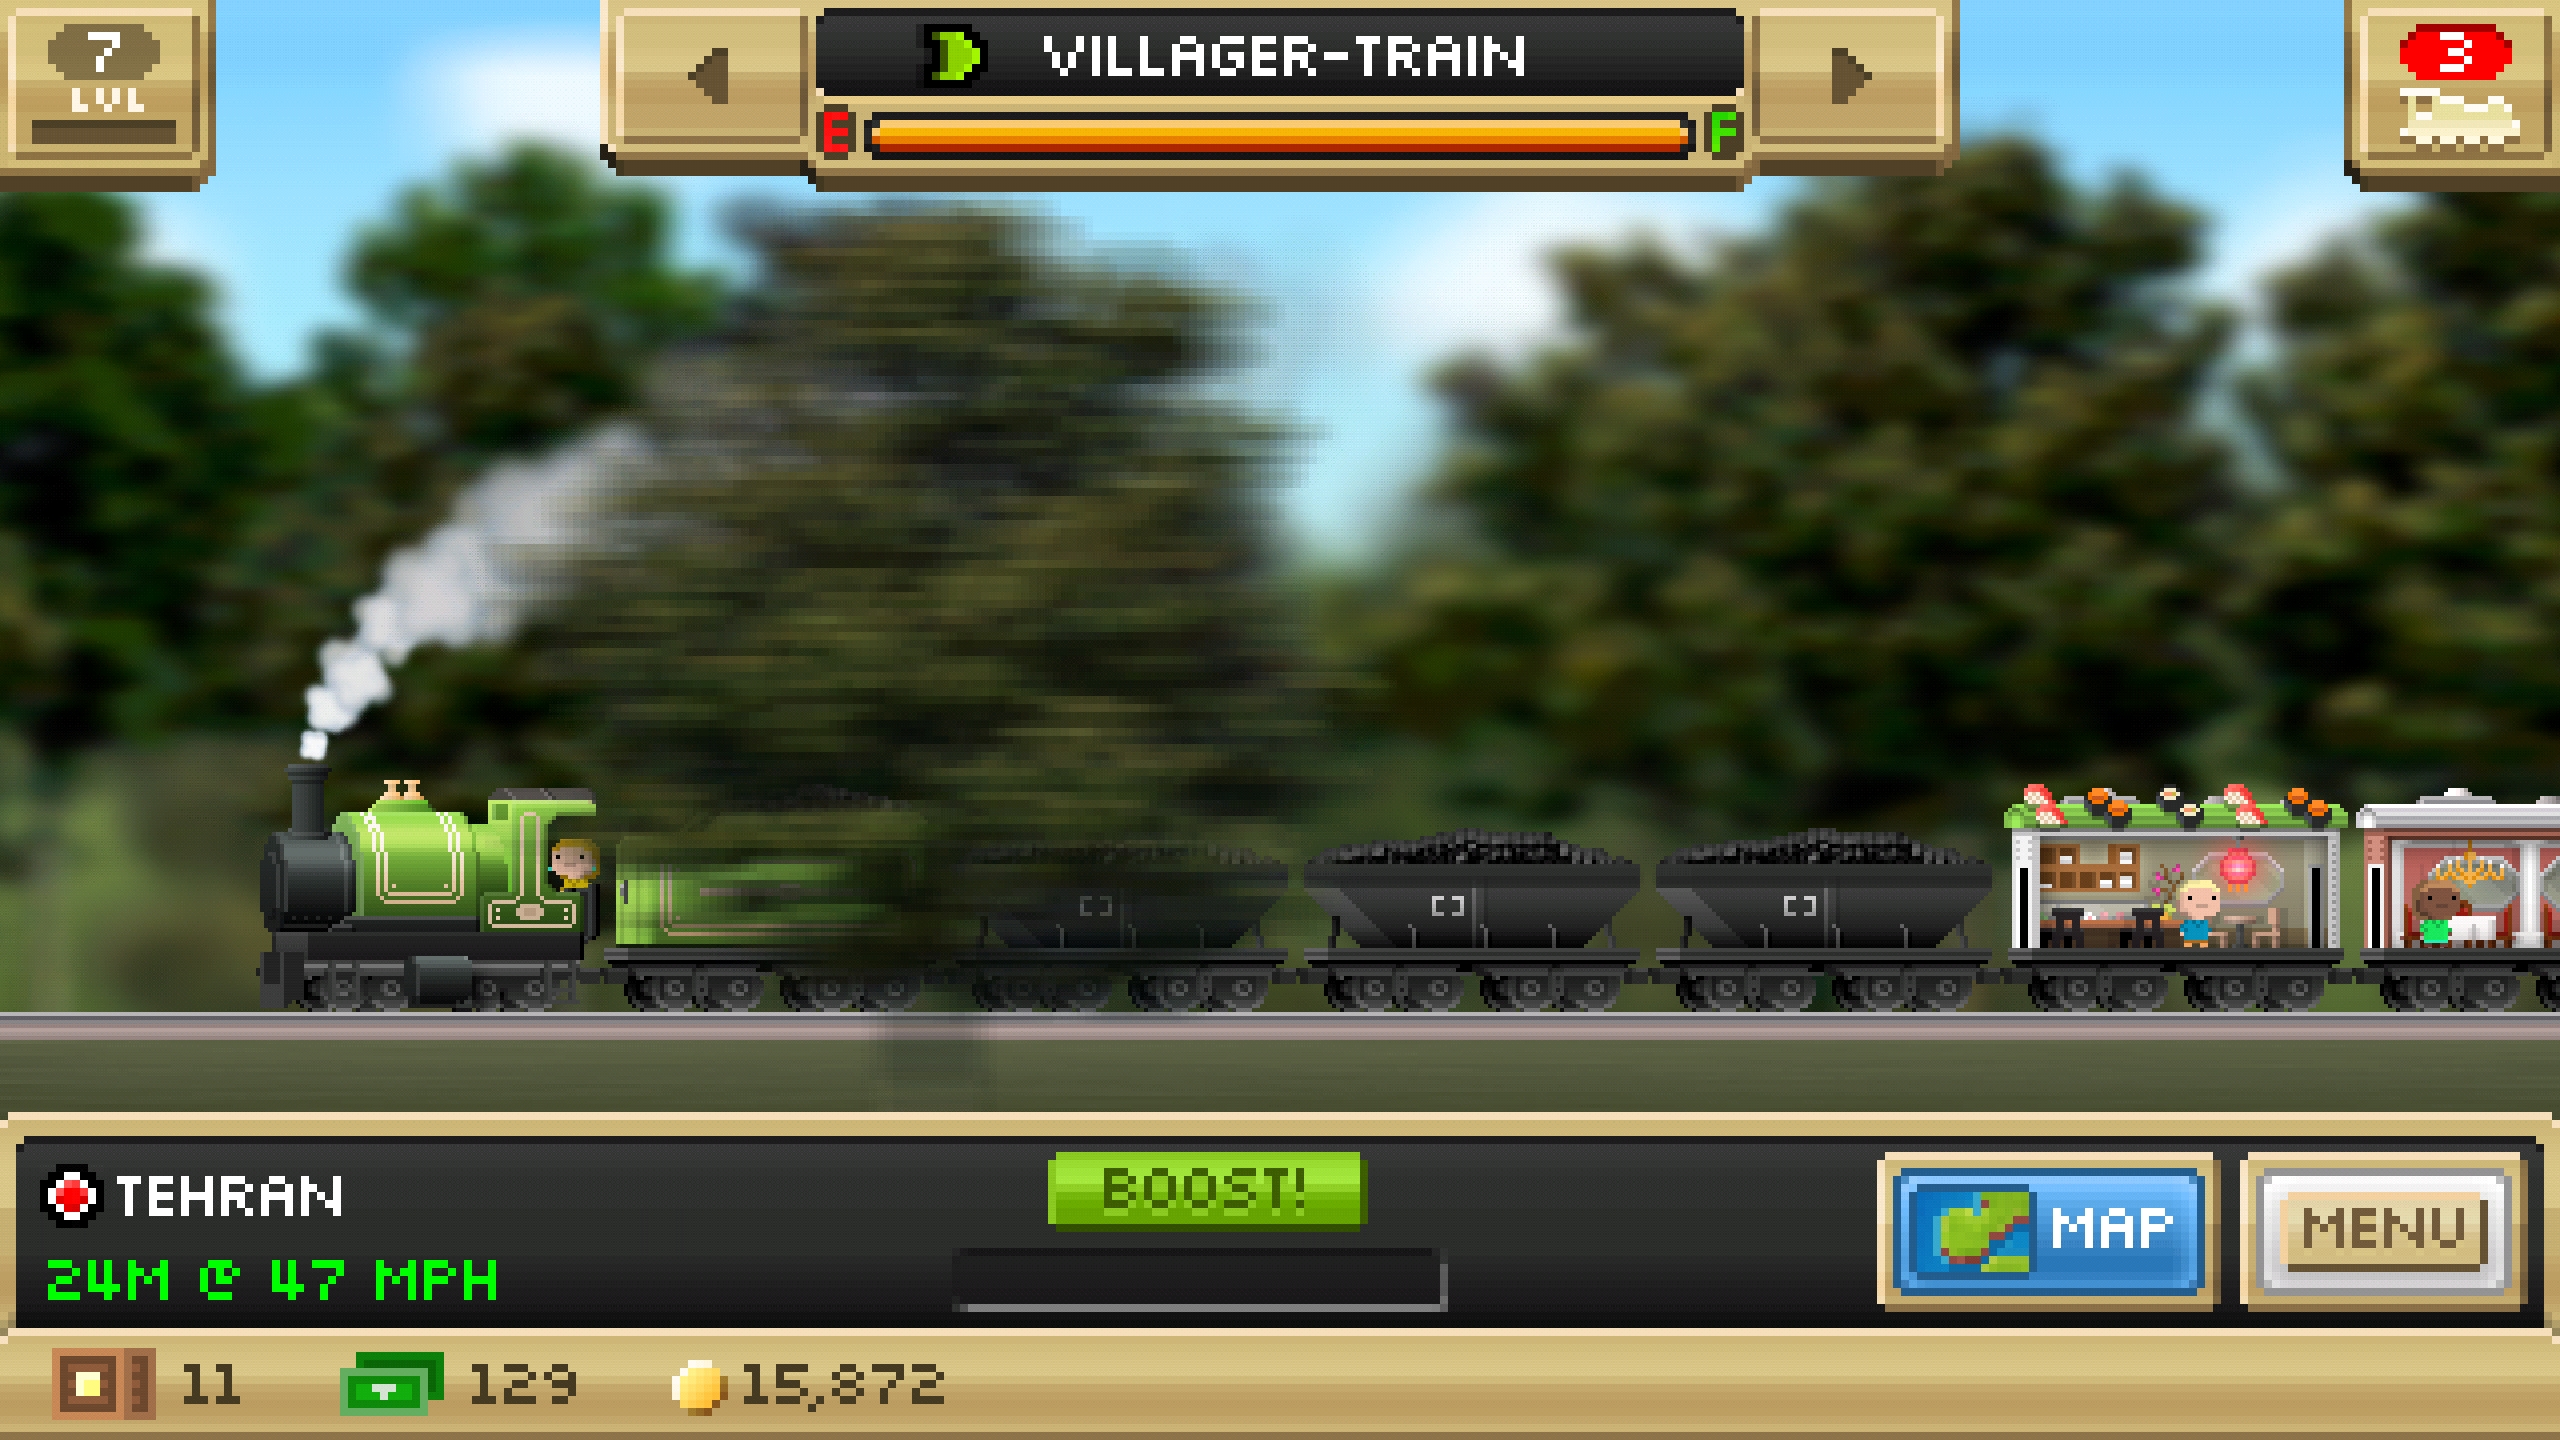 7
LVL
VILLAGER-TRAIN
E F
3
TEHRAN
24M @ 47 MPH
BOOST!
MAP
MENU
11 129 15,872